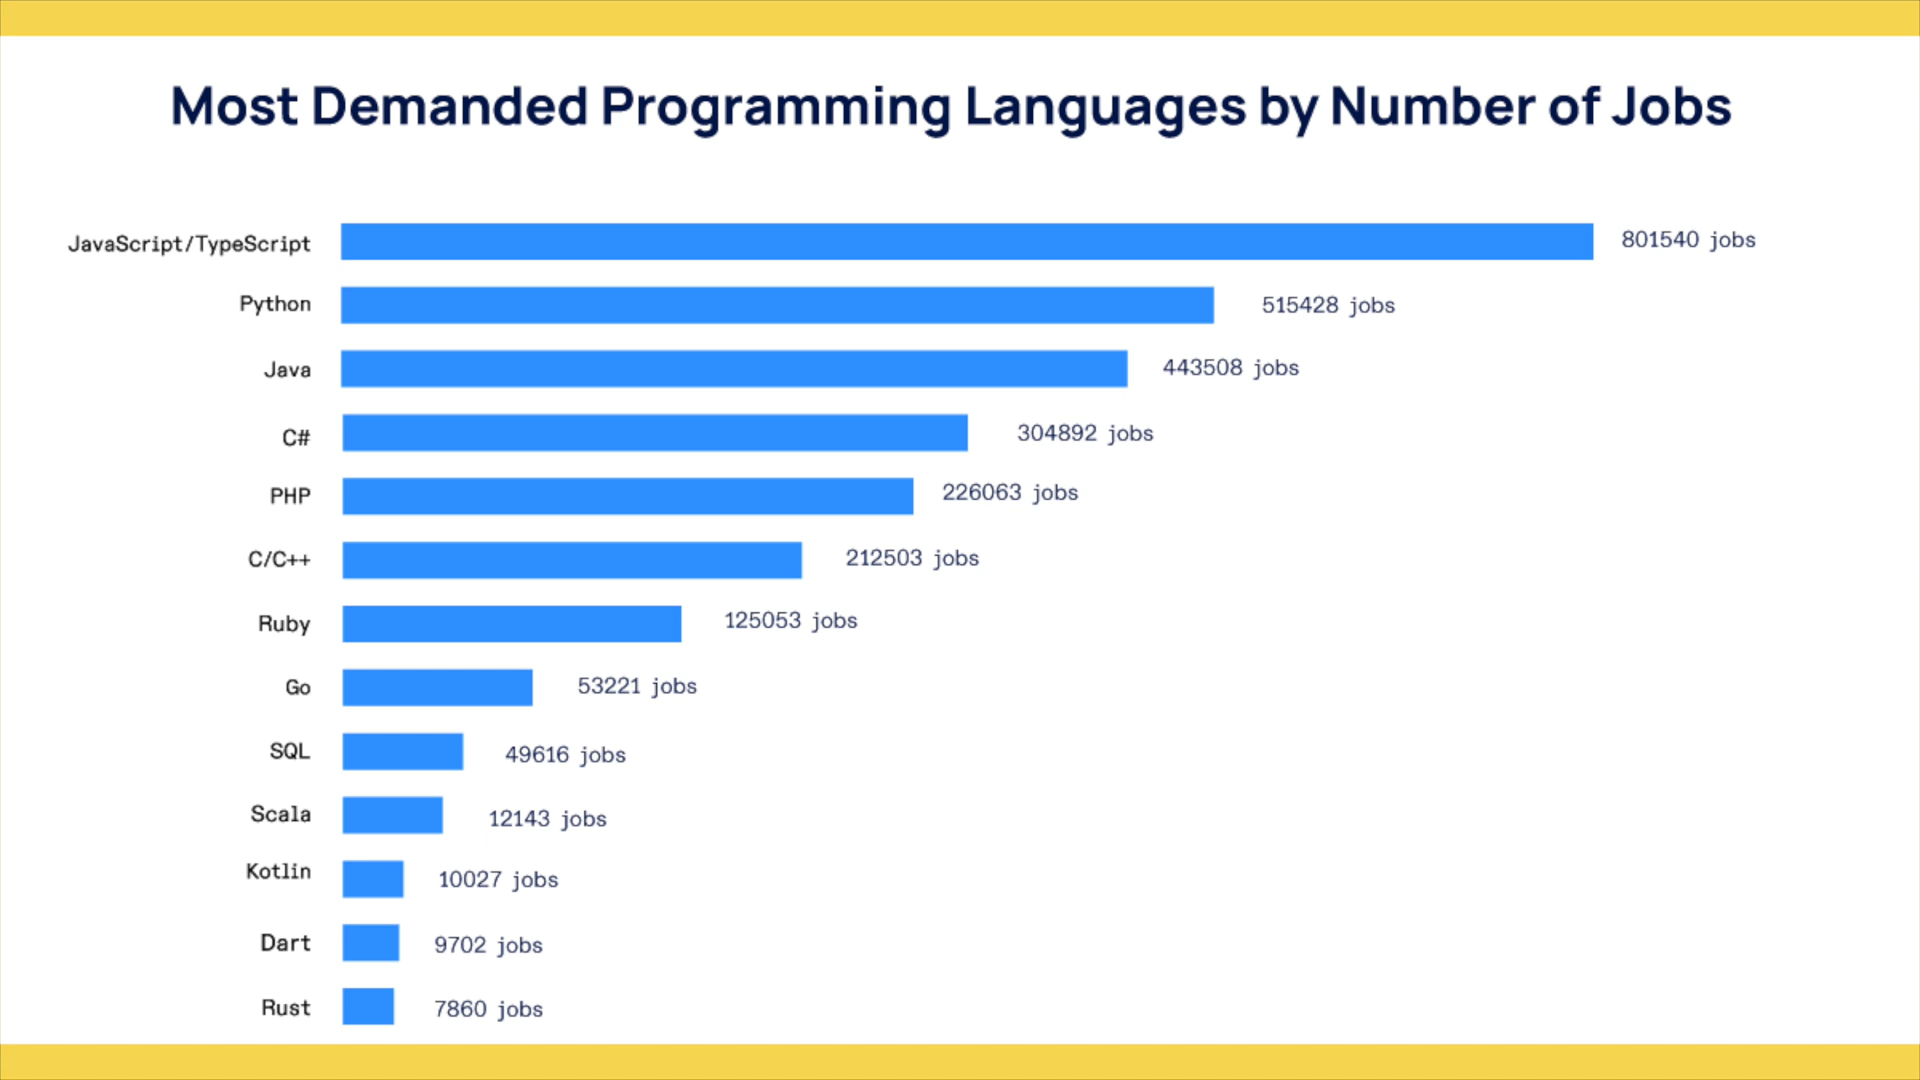 Most Demanded Programming Languages by Number of Jobs
JavaScript/TypeScript 801540 jobs
Python 515428 jobs
Java 443508 jobs
C# 304892 jobs
PHP 226063 jobs
C/C++ 212503 jobs
Ruby 125053 jobs
Go 53221 jobs
SQL 49616 jobs
Scala 12143 jobs
Kotlin 10027 jobs
Dart 9702 jobs
Rust 7860 jobs